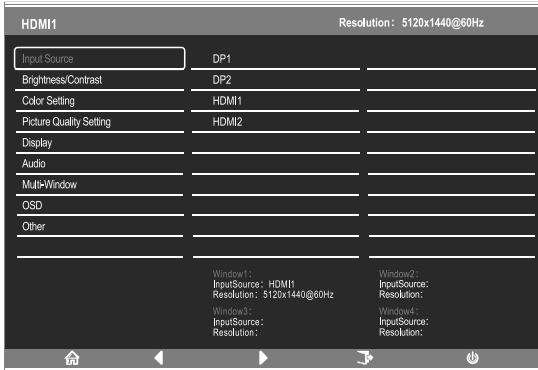 HDMI1
Resolution: 5120x1440@60Hz
Input Source
DP1
Brightness/Contrast
DP2
Color Setting
HDMI1
Picture Quality Setting
HDMI2
Display
Audio
Multi-Window
OSD
Other
Window1:
InputSource: HDMI1
Resolution: 5120x1440@60Hz
Window2:
InputSource:
Resolution:
Window3:
InputSource:
Resolution:
Window4:
InputSource:
Resolution: